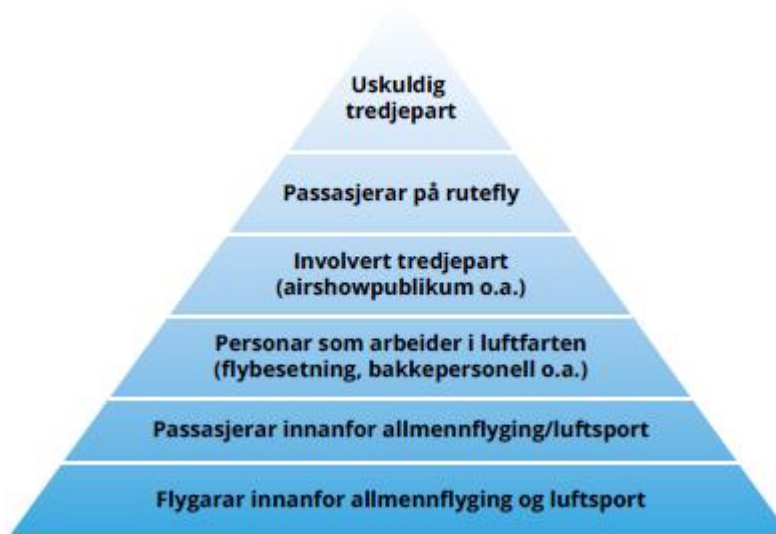 Uskuldig
tredjepart
Passasjerar på rutefly
Involvert tredjepart
(airshowpublikum o.a.)
Personar som arbeider i luftfarten
(flybesetning, bakkepersonell o.a.)
Passasjerar innanfor allmennflyging/luftsport
Flygarar innanfor allmennflyging og luftsport